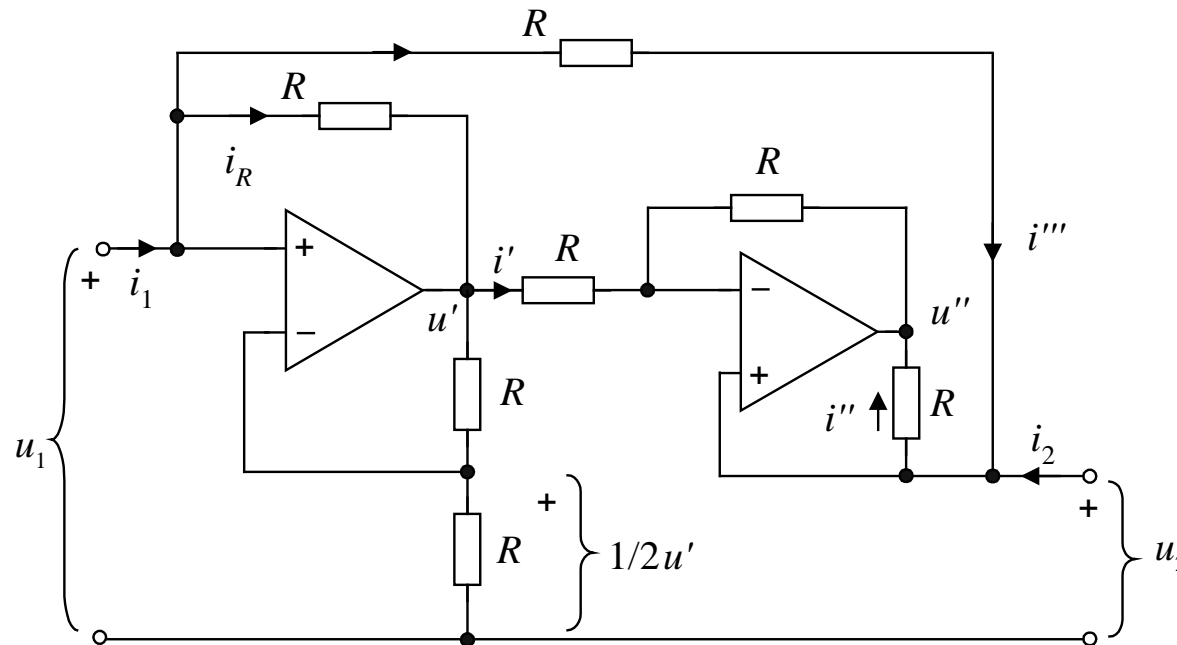 R
R
i_R
R
+
i_1
+
−
u'
i'
R
−
+
u''
i'''
R
i''
R
i_2
+
u_1
+
R
1/2u'
+